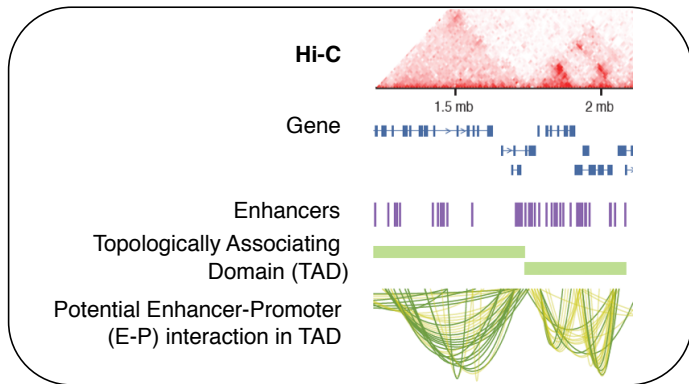 Hi-C
1.5 mb
2 mb
Gene
Enhancers
Topologically Associating
Domain (TAD)
Potential Enhancer-Promoter
(E-P) interaction in TAD